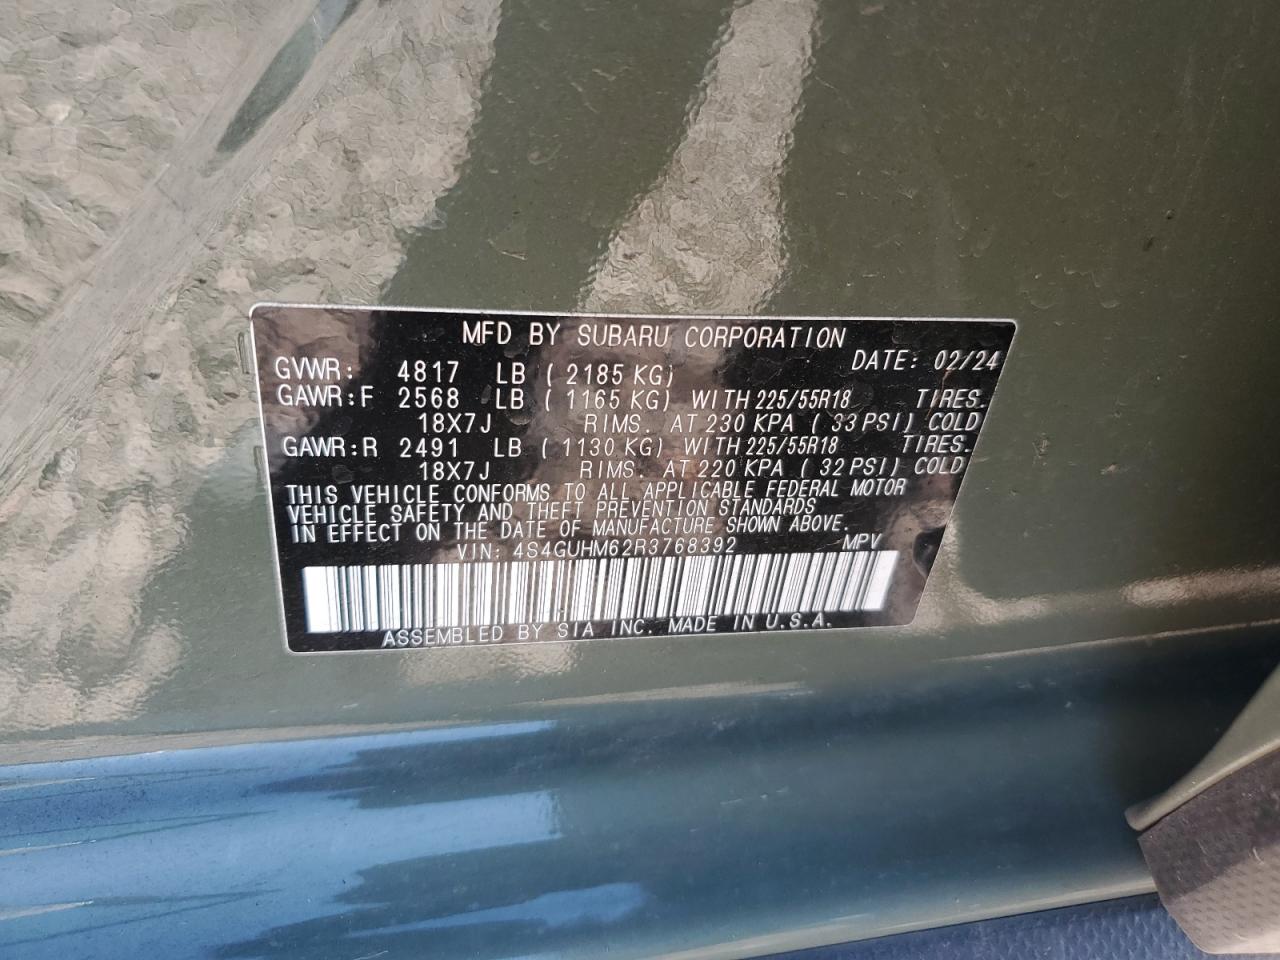 MFD BY SUBARU CORPORATION
DATE: 02/24
GVWR: 4817 LB ( 2185 KG)
GAWR:F 2568 LB ( 1165 KG) WITH 225/55R18 TIRES.
18X7J RIMS. AT 230 KPA ( 33 PSI) COLD
GAWR:R 2491 LB ( 1130 KG) WITH 225/55R18 TIRES.
18X7J RIMS. AT 220 KPA ( 32 PSI) COLD
THIS VEHICLE CONFORMS TO ALL APPLICABLE FEDERAL MOTOR
VEHICLE SAFETY AND THEFT PREVENTION STANDARDS
IN EFFECT ON THE DATE OF MANUFACTURE SHOWN ABOVE.
VIN: 4S4GUHM62R3768392 MPV
ASSEMBLED BY SIA INC. MADE IN U.S.A.